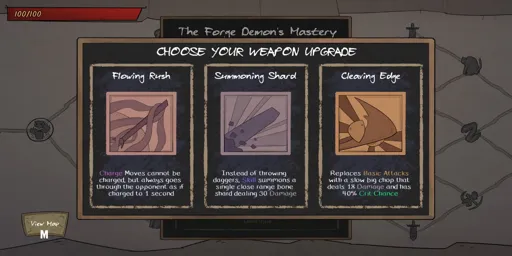 100/100
The Forge Demon's Mastery
CHOOSE YOUR WEAPON UPGRADE
Flowing Rush
Charge Moves cannot be
charged, but always goes
through the opponent as if
charged to 1 second
Summoning Shard
Instead of throwing
daggers, Skill summons a
single close range bone
shard dealing 30 Damage
Cleaving Edge
Replaces Basic Attacks
with a slow big chop that
deals 18 Damage and has
40% Crit Chance
View Map
M